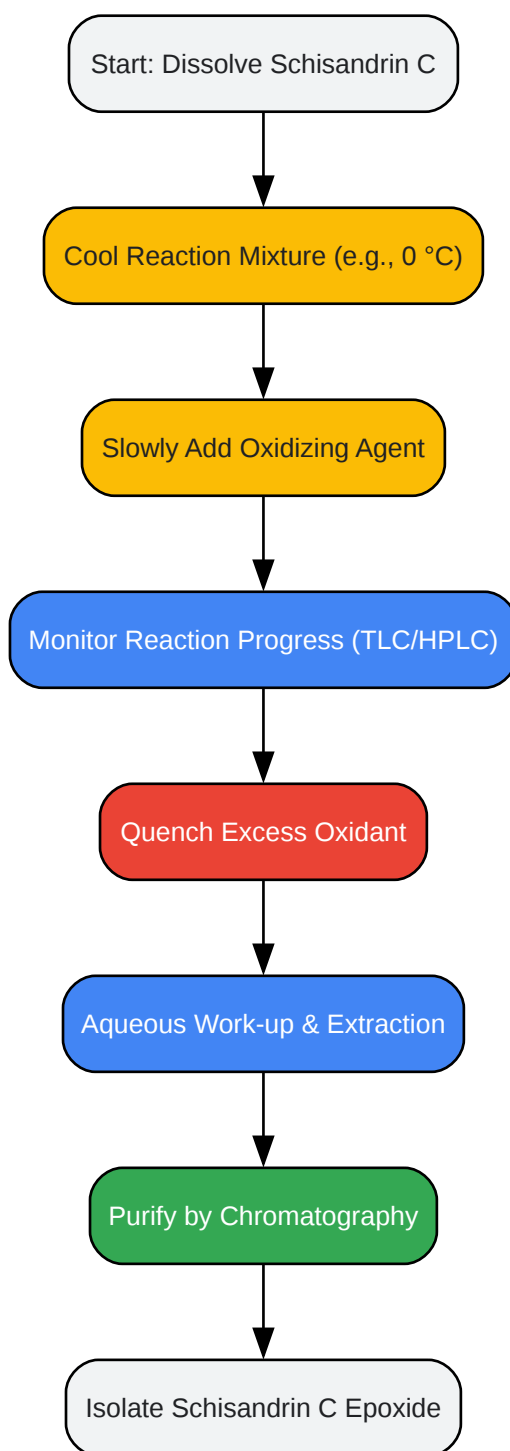 Start: Dissolve Schisandrin C
Cool Reaction Mixture (e.g., 0 °C)
Slowly Add Oxidizing Agent
Monitor Reaction Progress (TLC/HPLC)
Quench Excess Oxidant
Aqueous Work-up & Extraction
Purify by Chromatography
Isolate Schisandrin C Epoxide